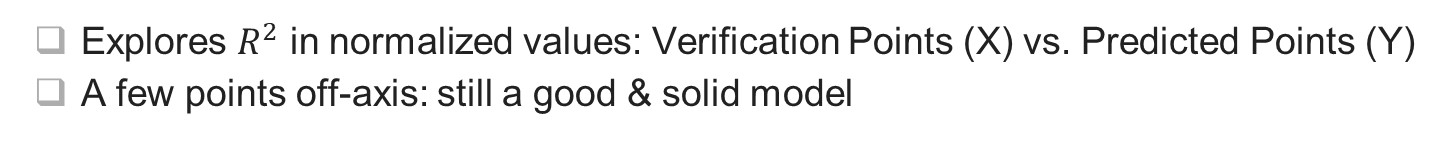 ❑ Explores R² in normalized values: Verification Points (X) vs. Predicted Points (Y)
❑ A few points off-axis: still a good & solid model